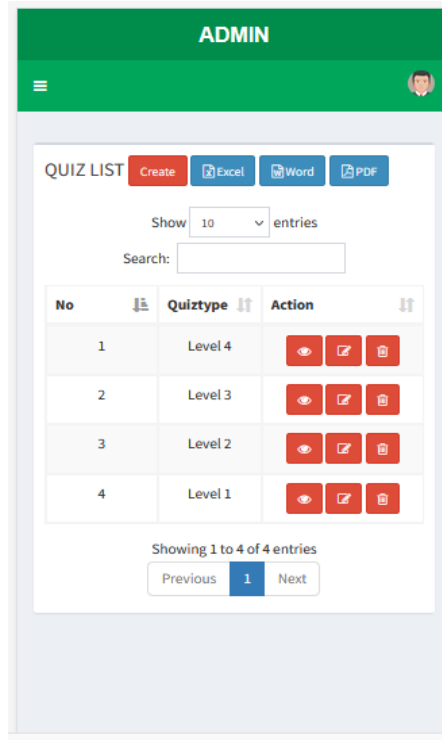 ADMIN
QUIZ LIST Create Excel Word PDF
Show 10 entries
Search:
No Quiztype Action
1 Level 4
2 Level 3
3 Level 2
4 Level 1
Showing 1 to 4 of 4 entries
Previous 1 Next